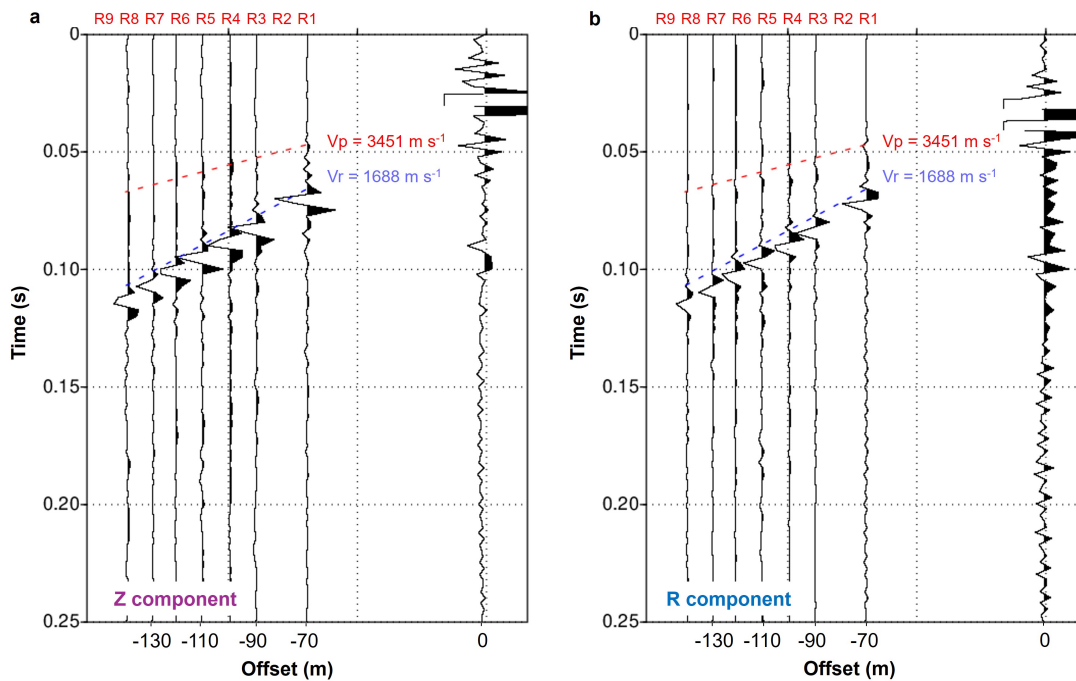 a
R9 R8 R7 R6 R5 R4 R3 R2 R1
0
0.05
0.10
0.15
0.20
0.25
Time (s)
Vp = 3451 m s⁻¹
Vr = 1688 m s⁻¹
Z component
-130 -110 -90 -70 0
Offset (m)
b
R9 R8 R7 R6 R5 R4 R3 R2 R1
0
0.05
0.10
0.15
0.20
0.25
Time (s)
Vp = 3451 m s⁻¹
Vr = 1688 m s⁻¹
R component
-130 -110 -90 -70 0
Offset (m)